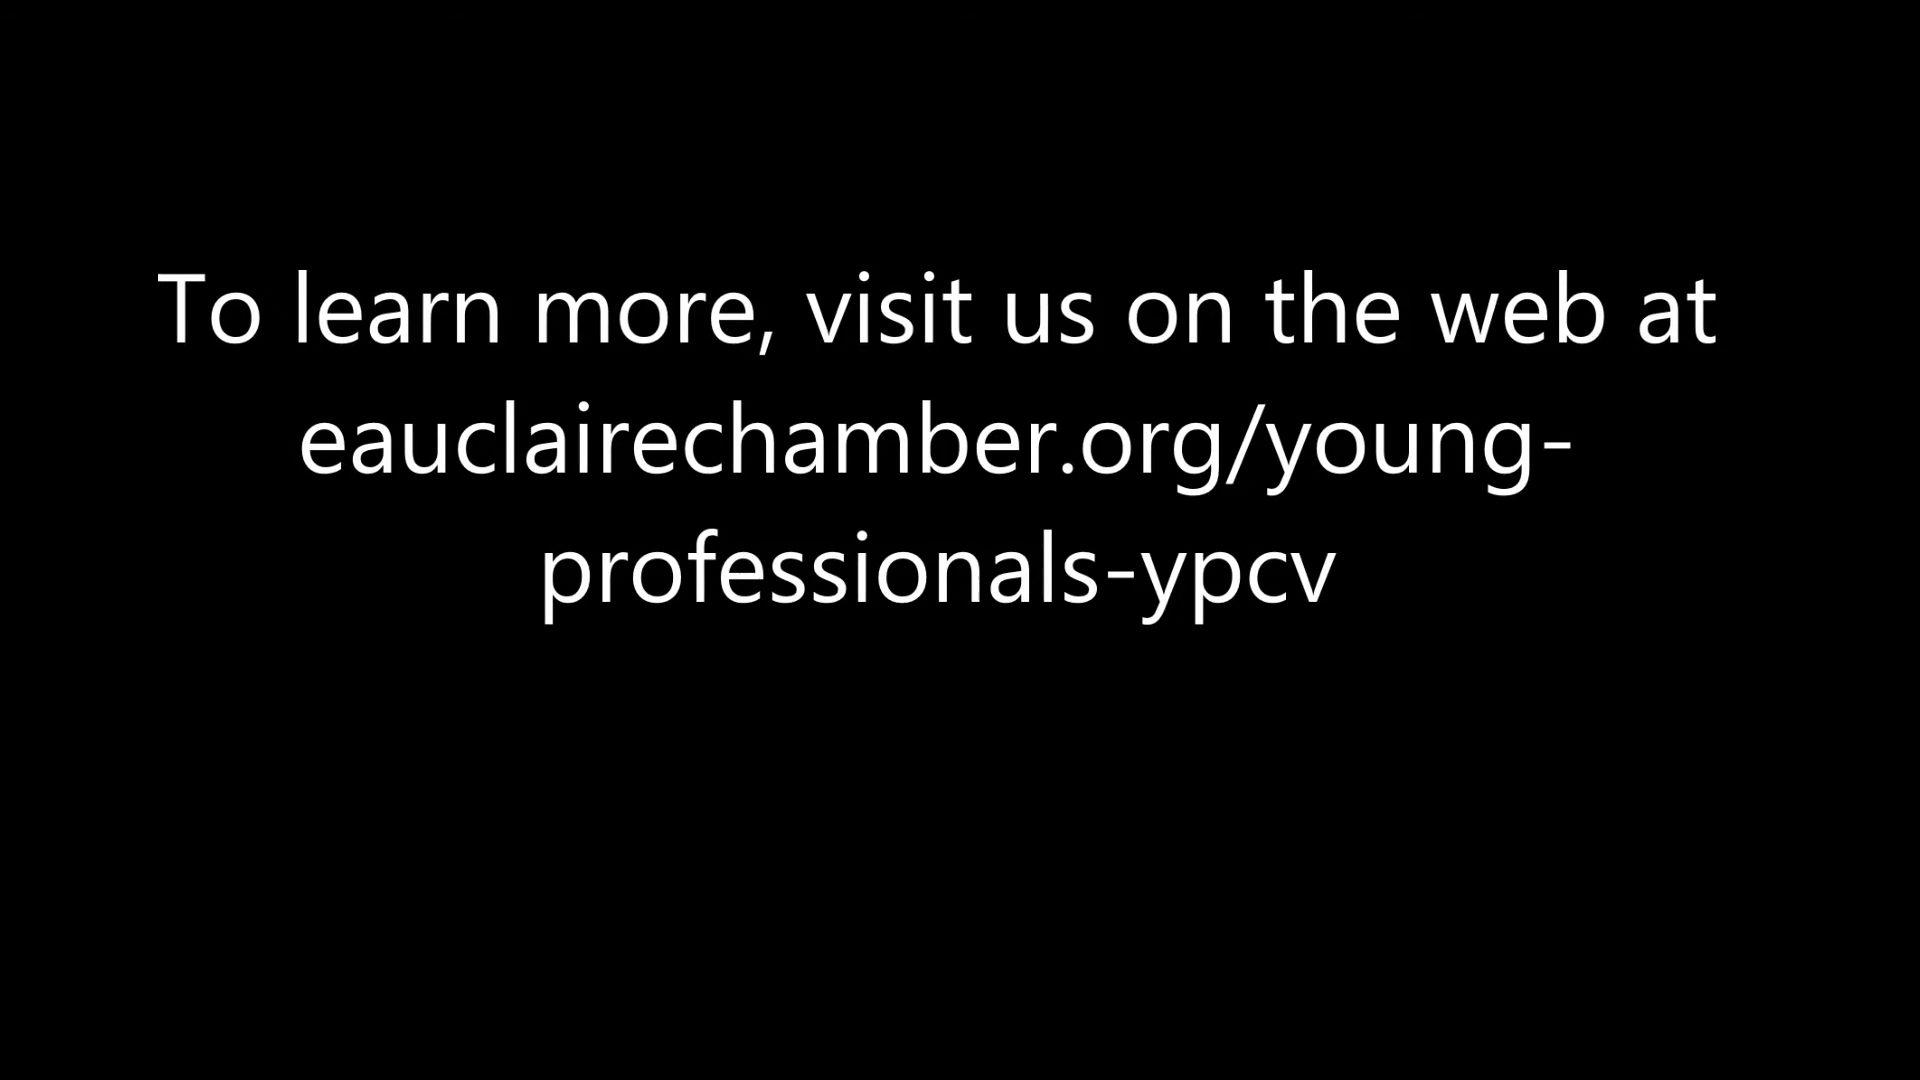 To learn more, visit us on the web at
eauclairechamber.org/young-
professionals-ypcv